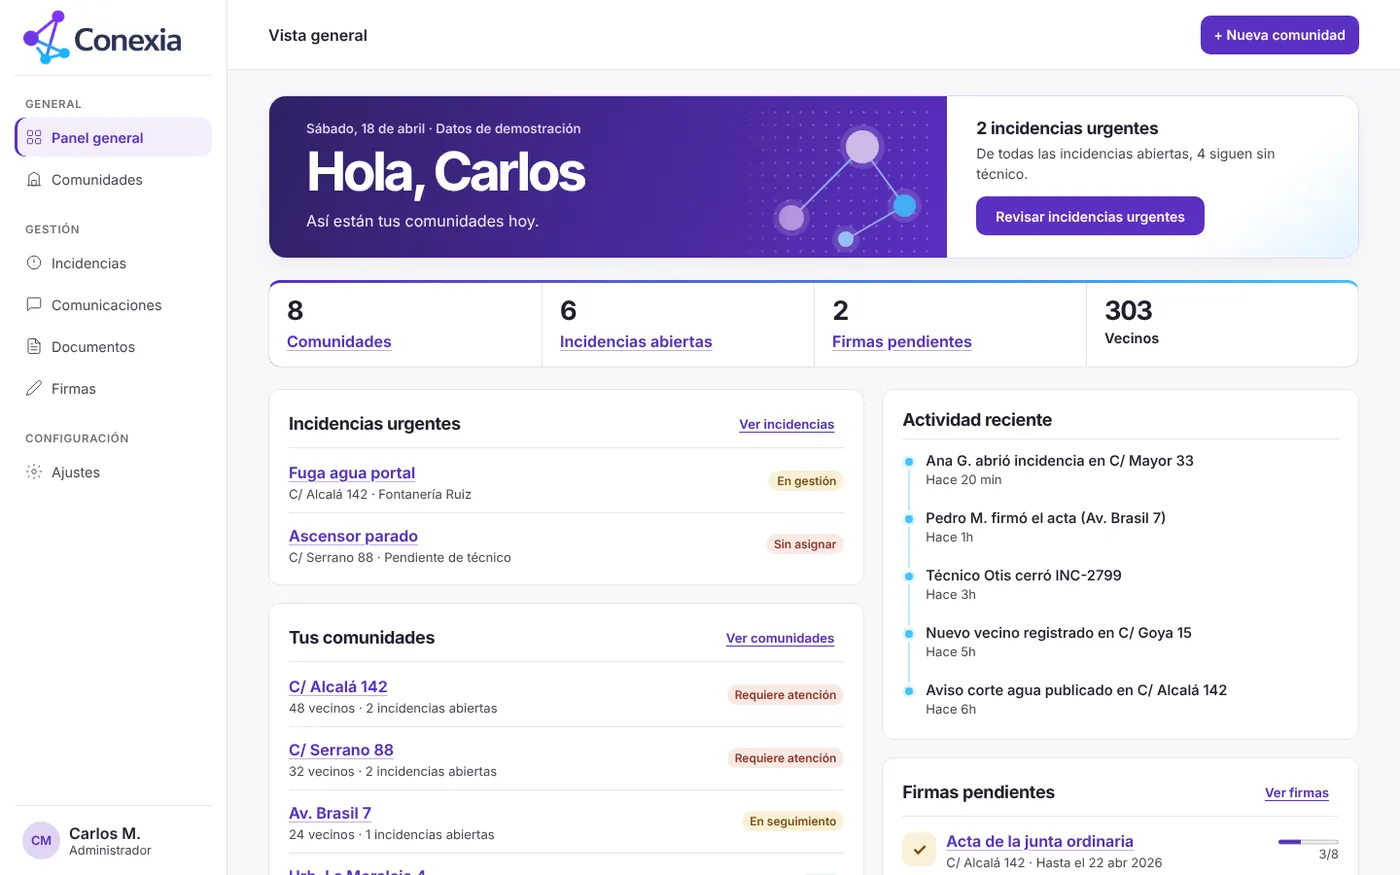 Conexia
GENERAL
Panel general
Comunidades
GESTIÓN
Incidencias
Comunicaciones
Documentos
Firmas
CONFIGURACIÓN
Ajustes
CM
Carlos M.
Administrador
Vista general
+ Nueva comunidad
Sábado, 18 de abril · Datos de demostración
Hola, Carlos
Así están tus comunidades hoy.
2 incidencias urgentes
De todas las incidencias abiertas, 4 siguen sin
técnico.
Revisar incidencias urgentes
8
Comunidades
6
Incidencias abiertas
2
Firmas pendientes
303
Vecinos
Incidencias urgentes
Ver incidencias
Fuga agua portal
C/ Alcalá 142 · Fontanería Ruiz
En gestión
Ascensor parado
C/ Serrano 88 · Pendiente de técnico
Sin asignar
Tus comunidades
Ver comunidades
C/ Alcalá 142
48 vecinos · 2 incidencias abiertas
Requiere atención
C/ Serrano 88
32 vecinos · 2 incidencias abiertas
Requiere atención
Av. Brasil 7
24 vecinos · 1 incidencias abiertas
En seguimiento
Urb. La Moraleja 4
Actividad reciente
Ana G. abrió incidencia en C/ Mayor 33
Hace 20 min
Pedro M. firmó el acta (Av. Brasil 7)
Hace 1h
Técnico Otis cerró INC-2799
Hace 3h
Nuevo vecino registrado en C/ Goya 15
Hace 5h
Aviso corte agua publicado en C/ Alcalá 142
Hace 6h
Firmas pendientes
Ver firmas
Acta de la junta ordinaria
C/ Alcalá 142 · Hasta el 22 abr 2026
3/8